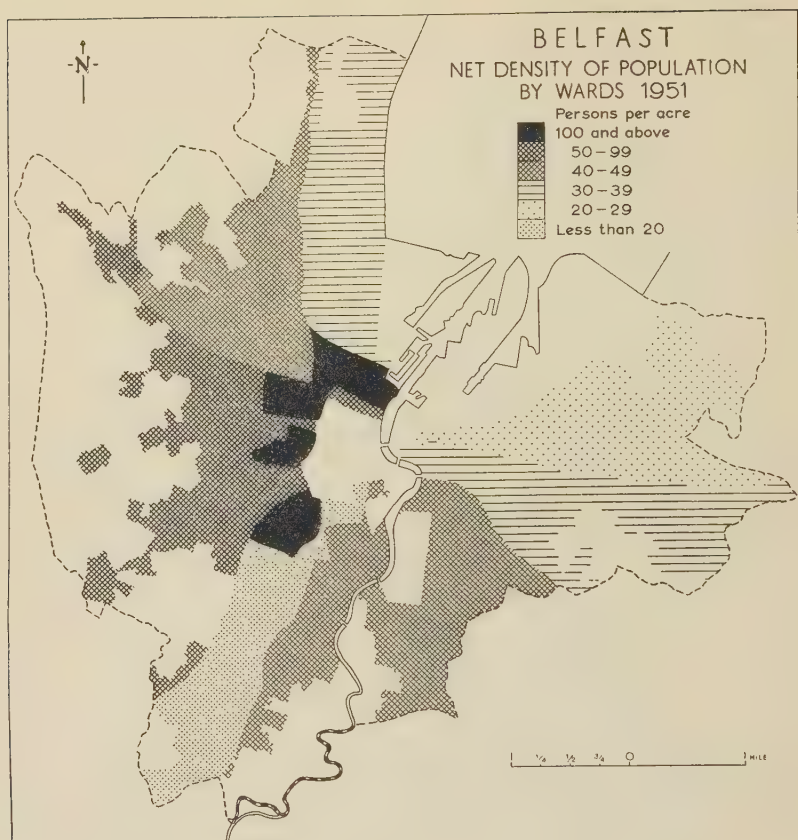 -N-
BELFAST
NET DENSITY OF POPULATION
BY WARDS 1951
Persons per acre
100 and above
50-99
40-49
30-39
20-29
Less than 20
1/4 1/2 3/4 0 1 MILE